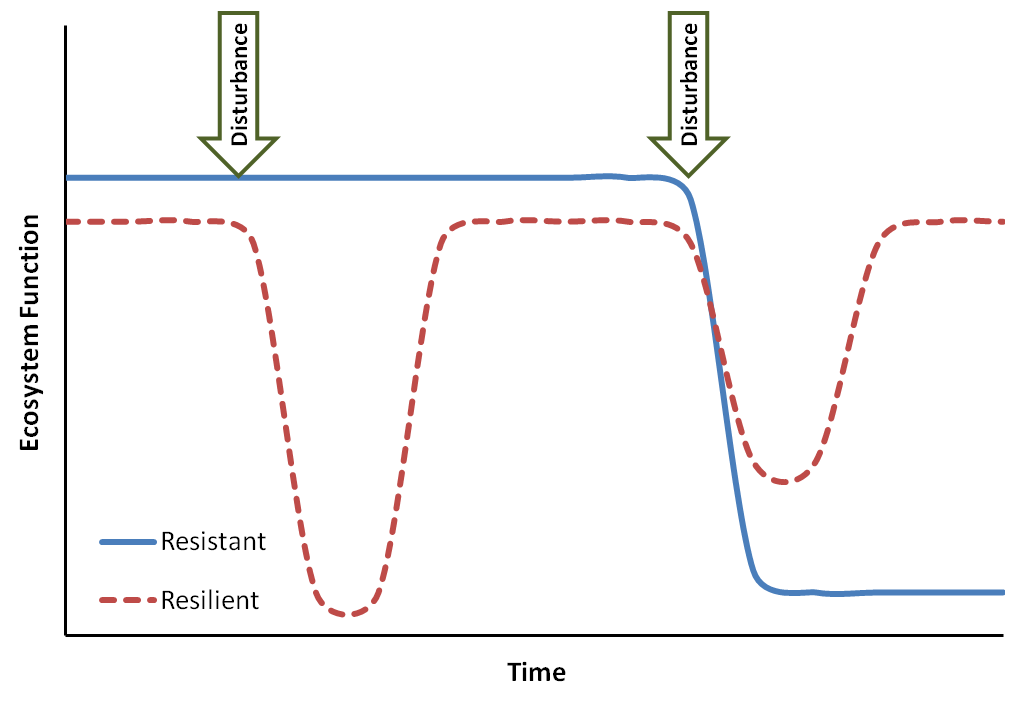 Disturbance
Disturbance
Ecosystem Function
Resistant
Resilient
Time